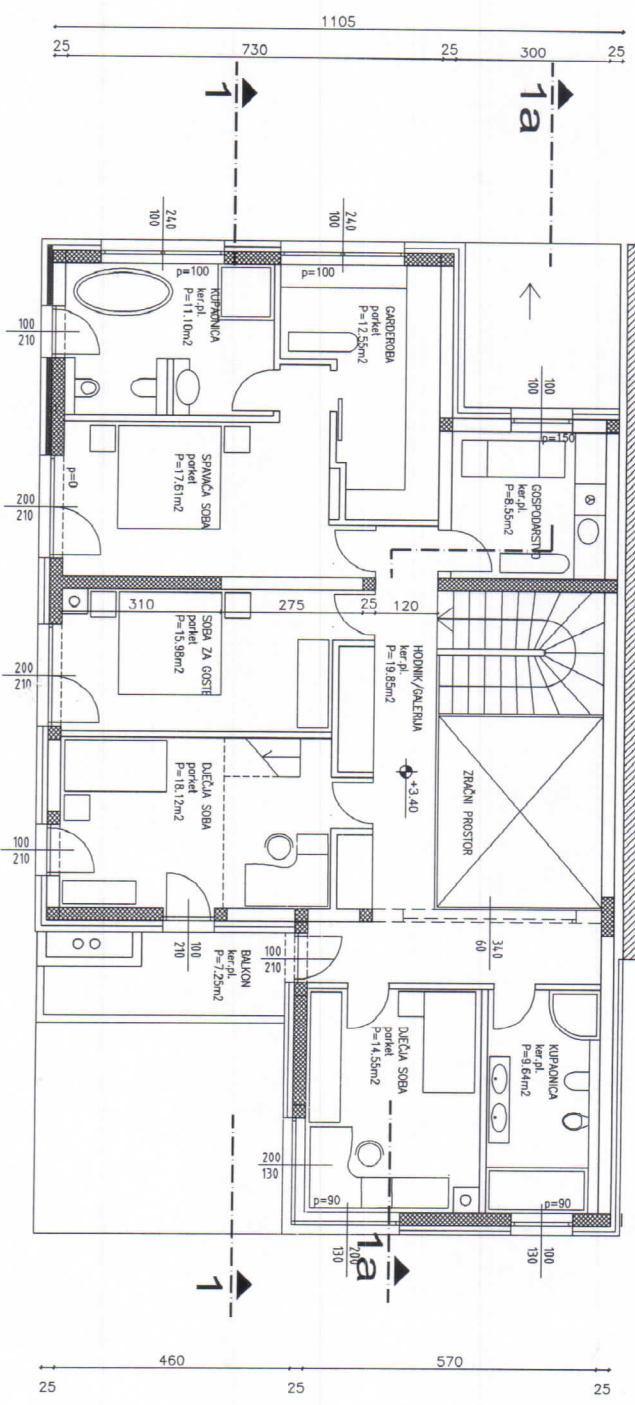 1105
25
730
25
300
25
1
1a
240
100
240
100
p=100
p=100
KUPAONICA
ker.pl.
P=11.10m2
GARDEROBA
parket
P=12.55m2
100
100
p=150
GOSPODARSTVO
ker.pl.
P=8.55m2
100
210
SPAVAĆA SOBA
parket
P=17.61m2
p=0
200
210
310
275
25
120
SOBA ZA GOSTE
parket
P=15.98m2
HODNIK/GALERIJA
ker.pl.
P=19.85m2
200
210
+3.40
ZRAČNI PROSTOR
DJEČJA SOBA
parket
P=18.12m2
100
210
100
210
BALKON
ker.pl.
P=7.25m2
100
210
340
60
DJEČJA SOBA
parket
P=14.55m2
KUPAONICA
ker.pl.
P=9.64m2
200
130
p=90
p=90
200
130
100
130
1
1a
460
570
25
25
25